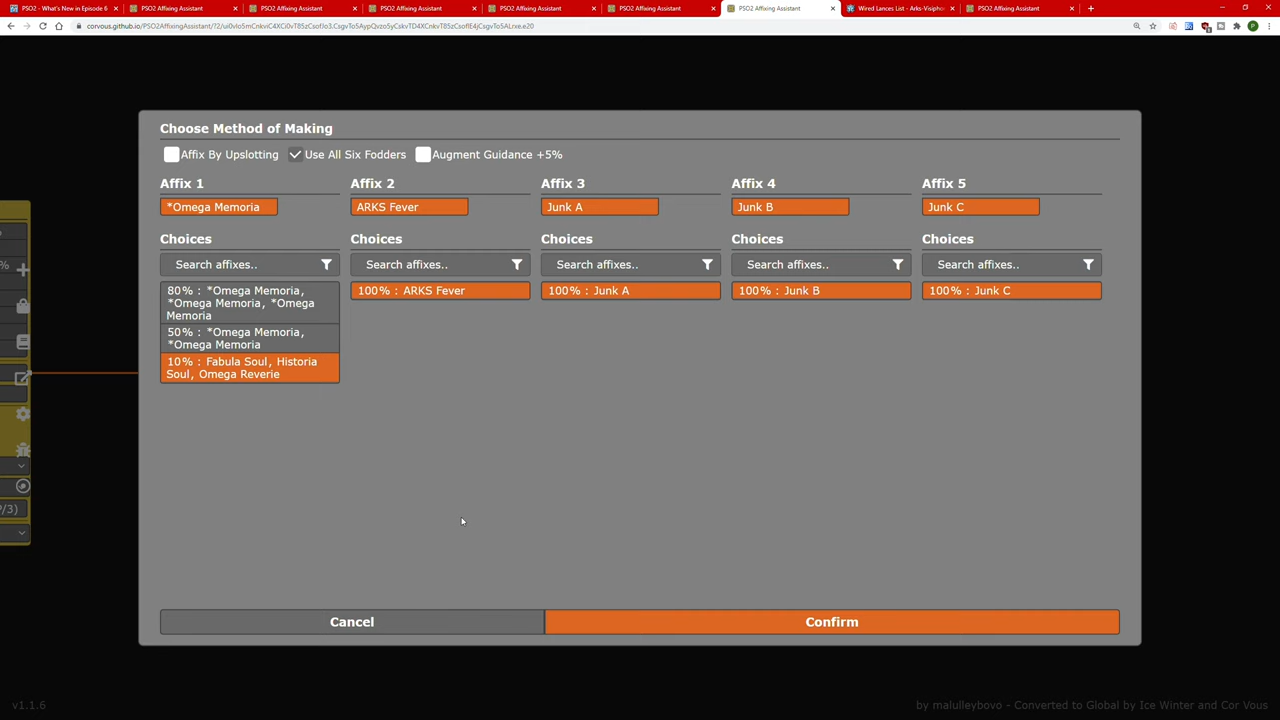 PSO2 - What's New in Episode 6
PSO2 Affixing Assistant
PSO2 Affixing Assistant
PSO2 Affixing Assistant
PSO2 Affixing Assistant
PSO2 Affixing Assistant
PSO2 Affixing Assistant
Wired Lances List - Arks-Visipho
PSO2 Affixing Assistant
Choose Method of Making
Affix By Upslotting
Use All Six Fodders
Augment Guidance +5%
Affix 1
Affix 2
Affix 3
Affix 4
Affix 5
*Omega Memoria
ARKS Fever
Junk A
Junk B
Junk C
Choices
Choices
Choices
Choices
Choices
Search affixes..
Search affixes..
Search affixes..
Search affixes..
Search affixes..
80% : *Omega Memoria,
*Omega Memoria, *Omega
Memoria
100% : ARKS Fever
100% : Junk A
100% : Junk B
100% : Junk C
50% : *Omega Memoria,
*Omega Memoria
10% : Fabula Soul, Historia
Soul, Omega Reverie
%
/3)
Cancel
Confirm
v1.1.6
by malulleybovo - Converted to Global by Ice Winter and Cor Vous